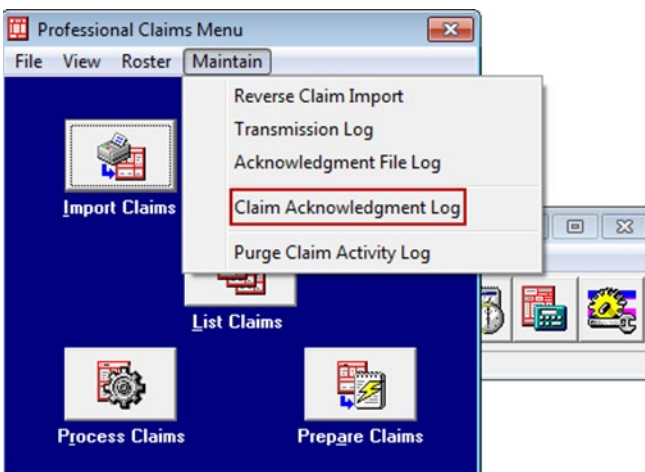 Professional Claims Menu
File View Roster Maintain
Reverse Claim Import
Transmission Log
Acknowledgment File Log
Claim Acknowledgment Log
Purge Claim Activity Log
Import Claims
List Claims
Process Claims Prepare Claims